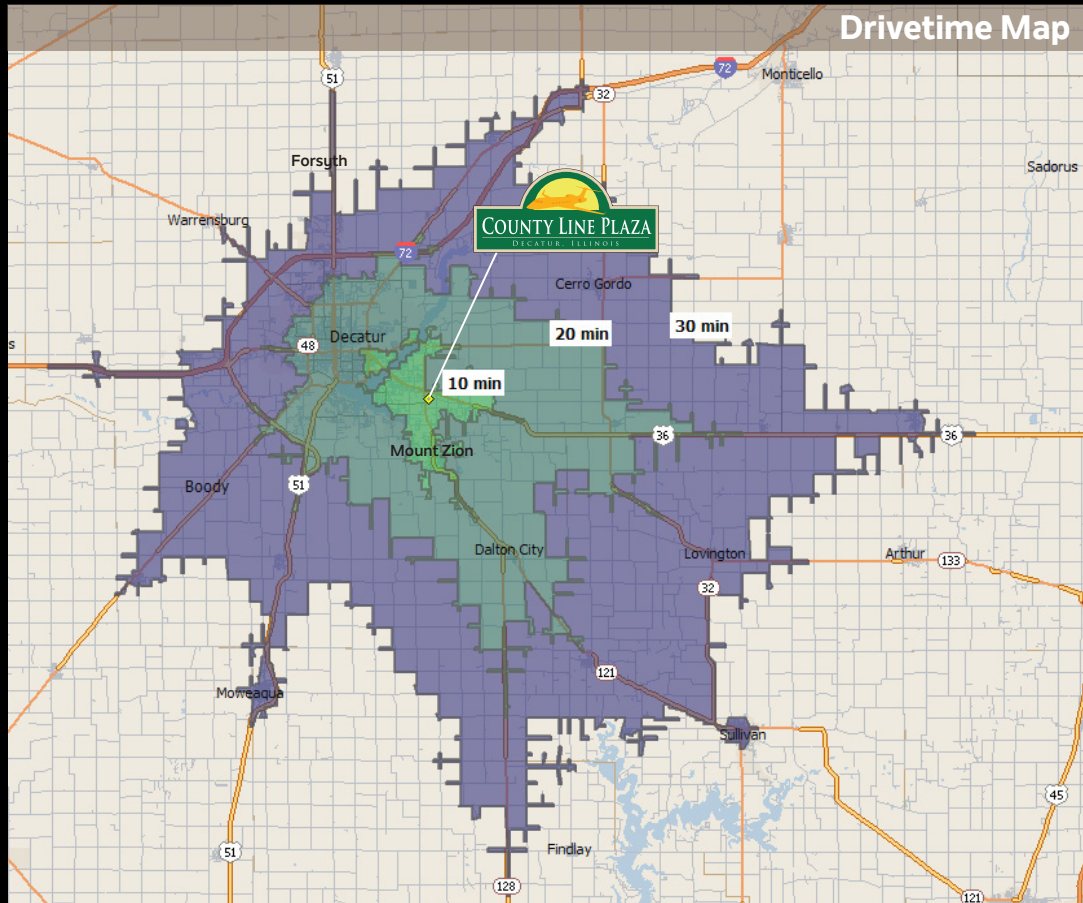 Drivetime Map
72
Monticello
51
32
Forsyth
Sadorus
COUNTY LINE PLAZA
DECATUR, ILLINOIS
Warrensburg
72
Cerro Gordo
30 min
20 min
Decatur
s
48
10 min
36
36
Mount Zion
51
Boody
Dalton City
Lovington
Arthur
133
32
121
Moweaqua
Sullivan
45
51
Findlay
128
121